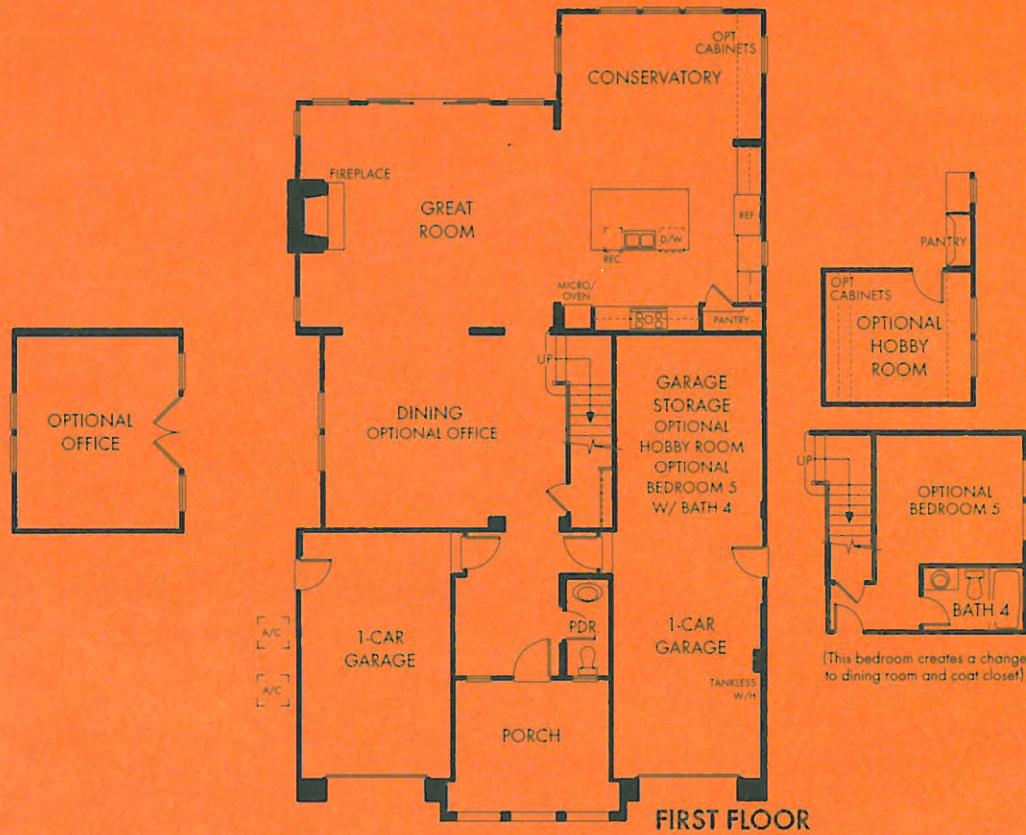 OPT
CABINETS
CONSERVATORY
FIREPLACE
GREAT
ROOM
REF
D/W
REC.
MICRO/
OVEN
PANTRY
PANTRY
OPT
CABINETS
OPTIONAL
HOBBY
ROOM
OPTIONAL
OFFICE
UP
DINING
OPTIONAL OFFICE
GARAGE
STORAGE
OPTIONAL
HOBBY ROOM
OPTIONAL
BEDROOM 5
W/ BATH 4
UP
OPTIONAL
BEDROOM 5
BATH 4
(This bedroom creates a change
to dining room and coat closet)
A/C
A/C
1-CAR
GARAGE
PDR.
1-CAR
GARAGE
TANKLESS
W/H
PORCH
FIRST FLOOR